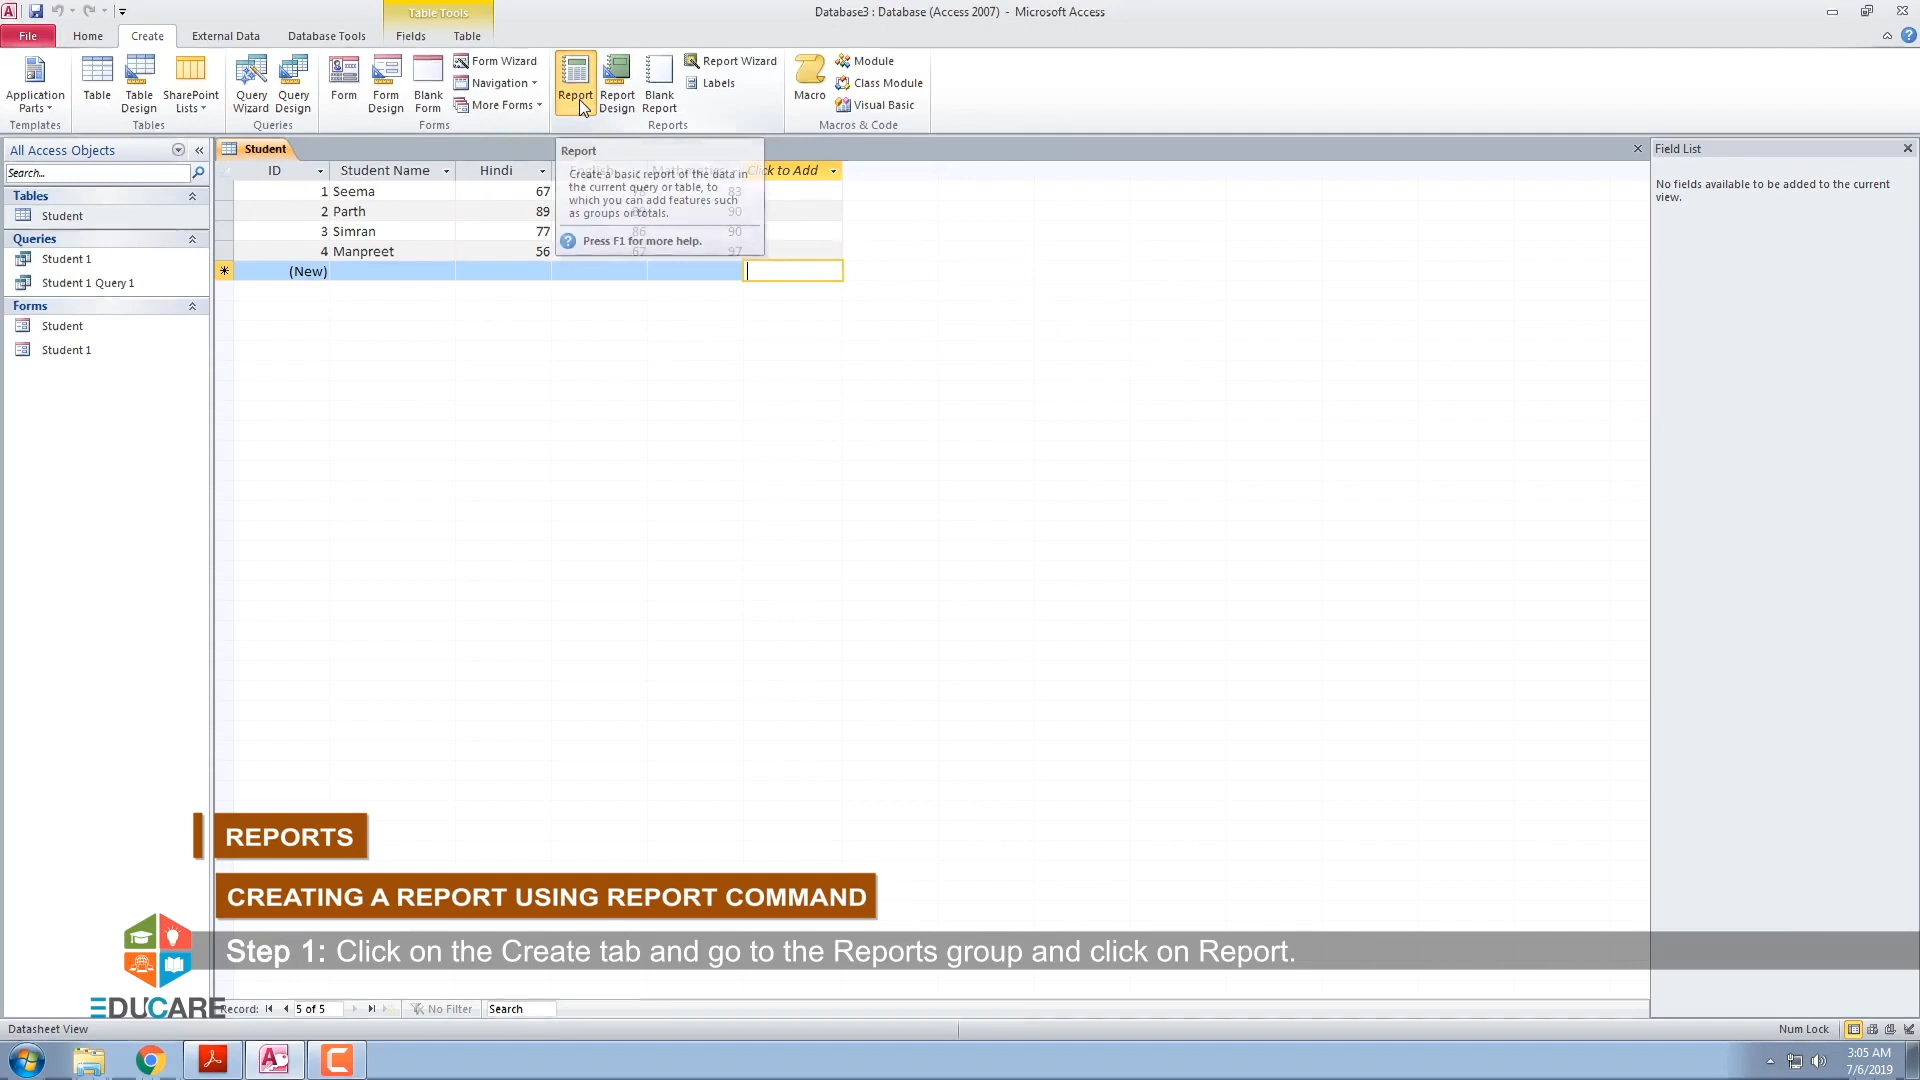 Table Tools
Database3 : Database (Access 2007) - Microsoft Access
File Home Create External Data Database Tools Fields Table
Application Parts
Templates
Table
Table Design
SharePoint Lists
Tables
Query Wizard
Query Design
Queries
Form
Form Design
Blank Form
Form Wizard
Navigation
More Forms
Forms
Report
Report Design
Blank Report
Report Wizard
Labels
Reports
Macro
Module
Class Module
Visual Basic
Macros & Code
All Access Objects
Search...
Tables
Student
Queries
Student 1
Student 1 Query 1
Forms
Student
Student 1
Student
ID Student Name Hindi Click to Add
1 Seema 67 83
2 Parth 89 90
3 Simran 77 86 90
4 Manpreet 56 67 97
(New)
Report
Create a basic report of the data in
the current query or table, to
which you can add features such
as groups or totals.
Press F1 for more help.
Field List
No fields available to be added to the current
view.
REPORTS
CREATING A REPORT USING REPORT COMMAND
Step 1: Click on the Create tab and go to the Reports group and click on Report.
EDUCARE
Record: 5 of 5 No Filter Search
Datasheet View
Num Lock
3:05 AM
7/6/2019